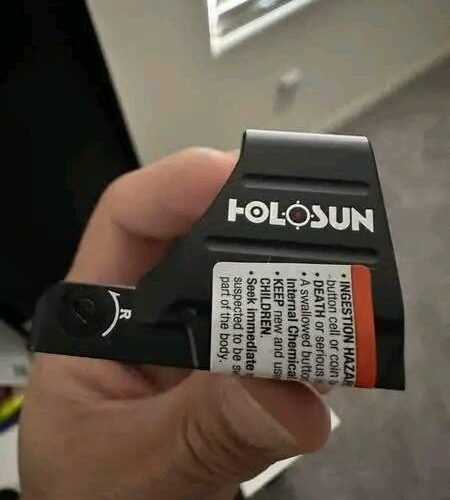 HOLOSUN
R
• INGESTION HAZAR
button cell or coin
• DEATH or serious
• A swallowed butto
Internal Chemica
• KEEP new and us
CHILDREN.
• Seek immediate
suspected to be s
part of the body.